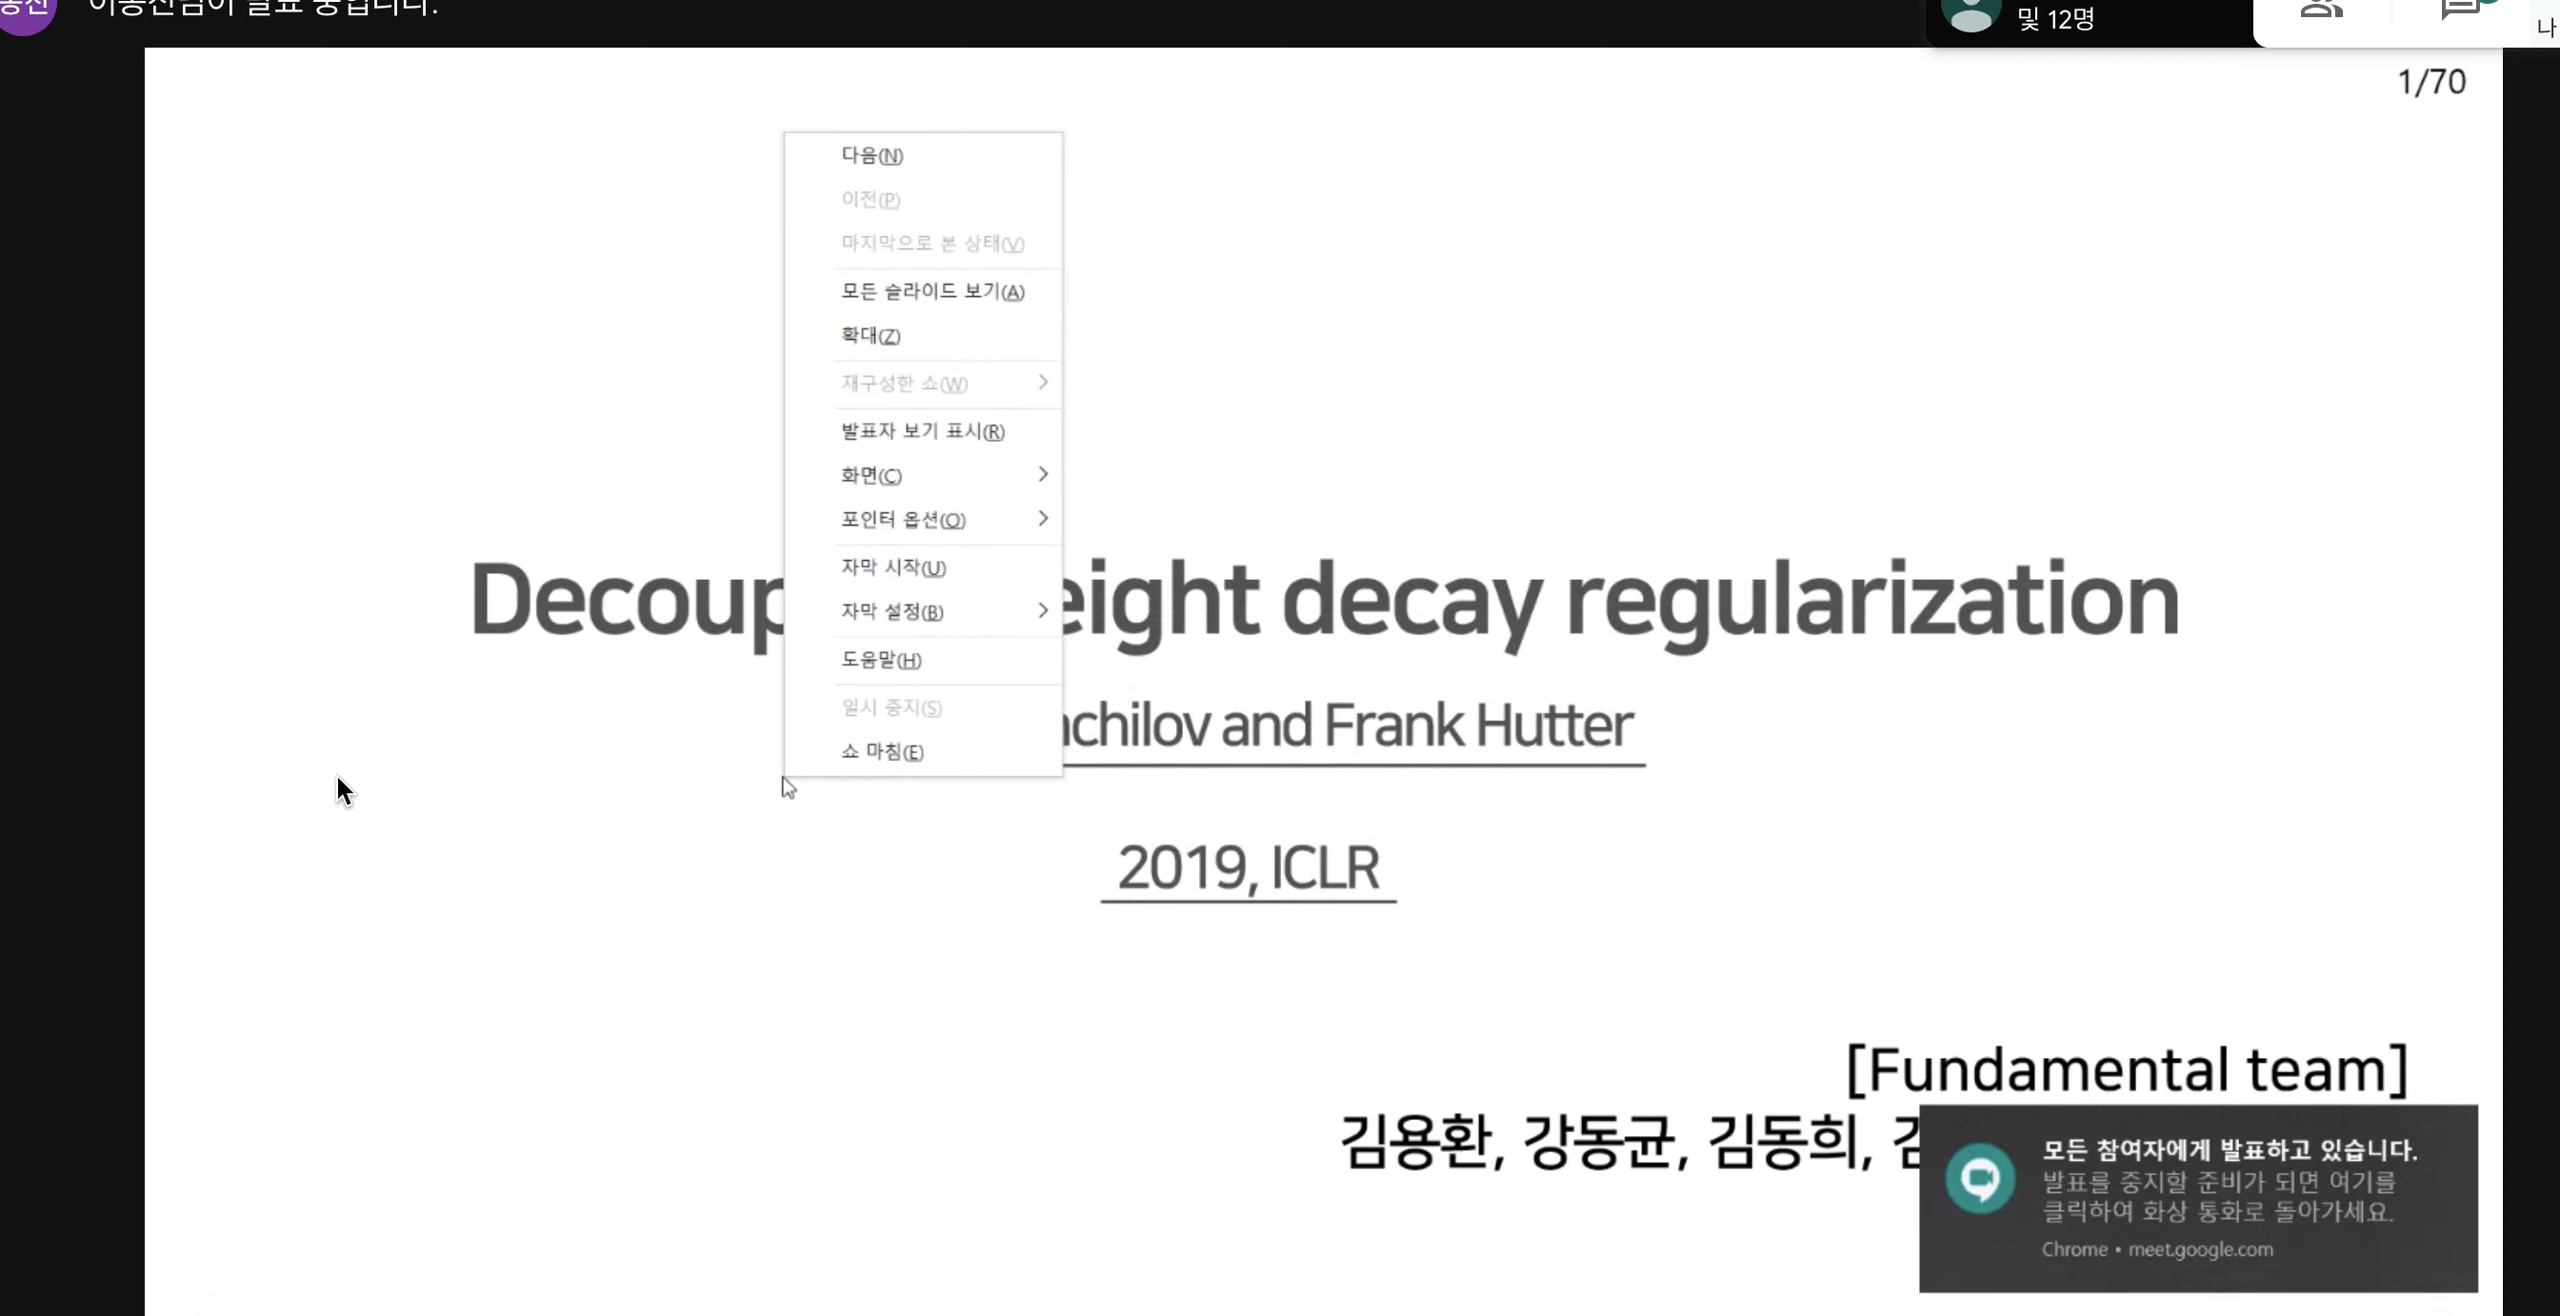 및 12명
나
1/70
다음(N)
이전(P)
마지막으로 본 상태(V)
모든 슬라이드 보기(A)
확대(Z)
재구성한 쇼(W)
발표자 보기 표시(R)
화면(C)
포인터 옵션(O)
자막 시작(U)
자막 설정(B)
도움말(H)
일시 중지(S)
쇼 마침(E)
Decoup eight decay regularization
chilov and Frank Hutter
2019, ICLR
[Fundamental team]
김용환, 강동균, 김동희,
모든 참여자에게 발표하고 있습니다.
발표를 중지할 준비가 되면 여기를
클릭하여 화상 통화로 돌아가세요.
Chrome • meet.google.com